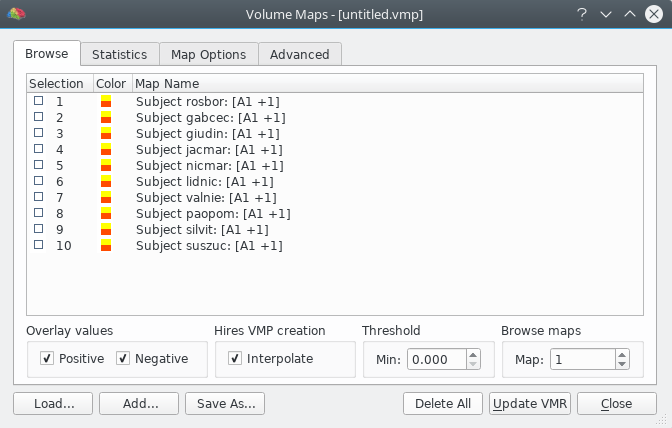 Volume Maps - [untitled.vmp]
Browse Statistics Map Options Advanced
Selection Color Map Name
1 Subject rosbor: [A1 +1]
2 Subject gabcec: [A1 +1]
3 Subject giudin: [A1 +1]
4 Subject jacmar: [A1 +1]
5 Subject nicmar: [A1 +1]
6 Subject lidnic: [A1 +1]
7 Subject valnie: [A1 +1]
8 Subject paopom: [A1 +1]
9 Subject silvit: [A1 +1]
10 Subject suszuc: [A1 +1]
Overlay values Hires VMP creation Threshold Browse maps
Positive Negative Interpolate Min: 0.000 Map: 1
Load... Add... Save As... Delete All Update VMR Close